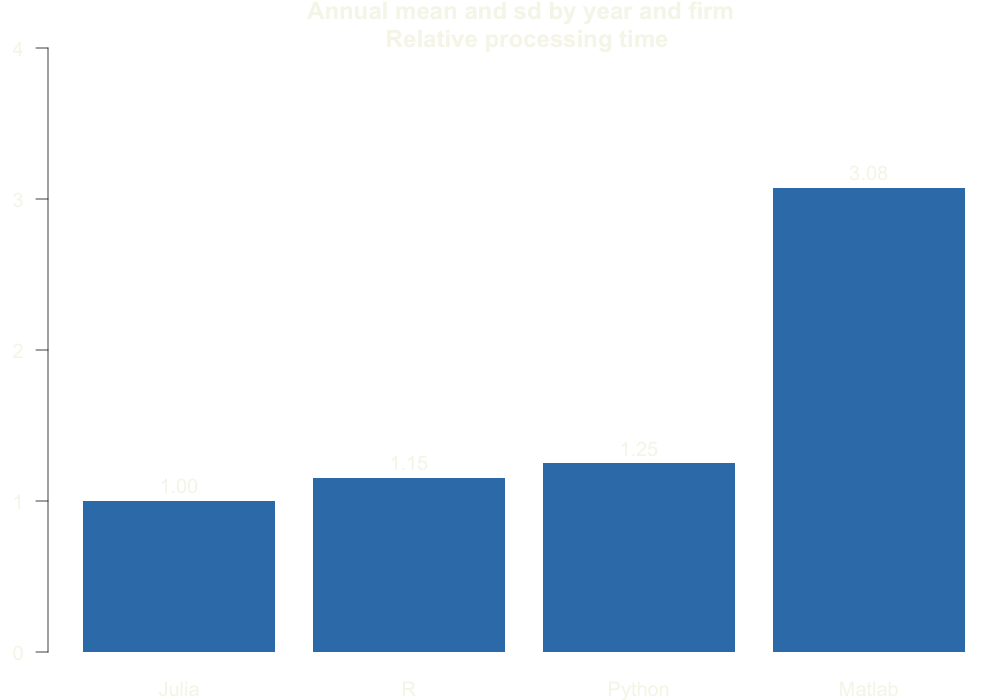 Annual mean and sd by year and firm
Relative processing time
4
3
2
1
0
1.00
1.15
1.25
3.08
Julia
R
Python
Matlab